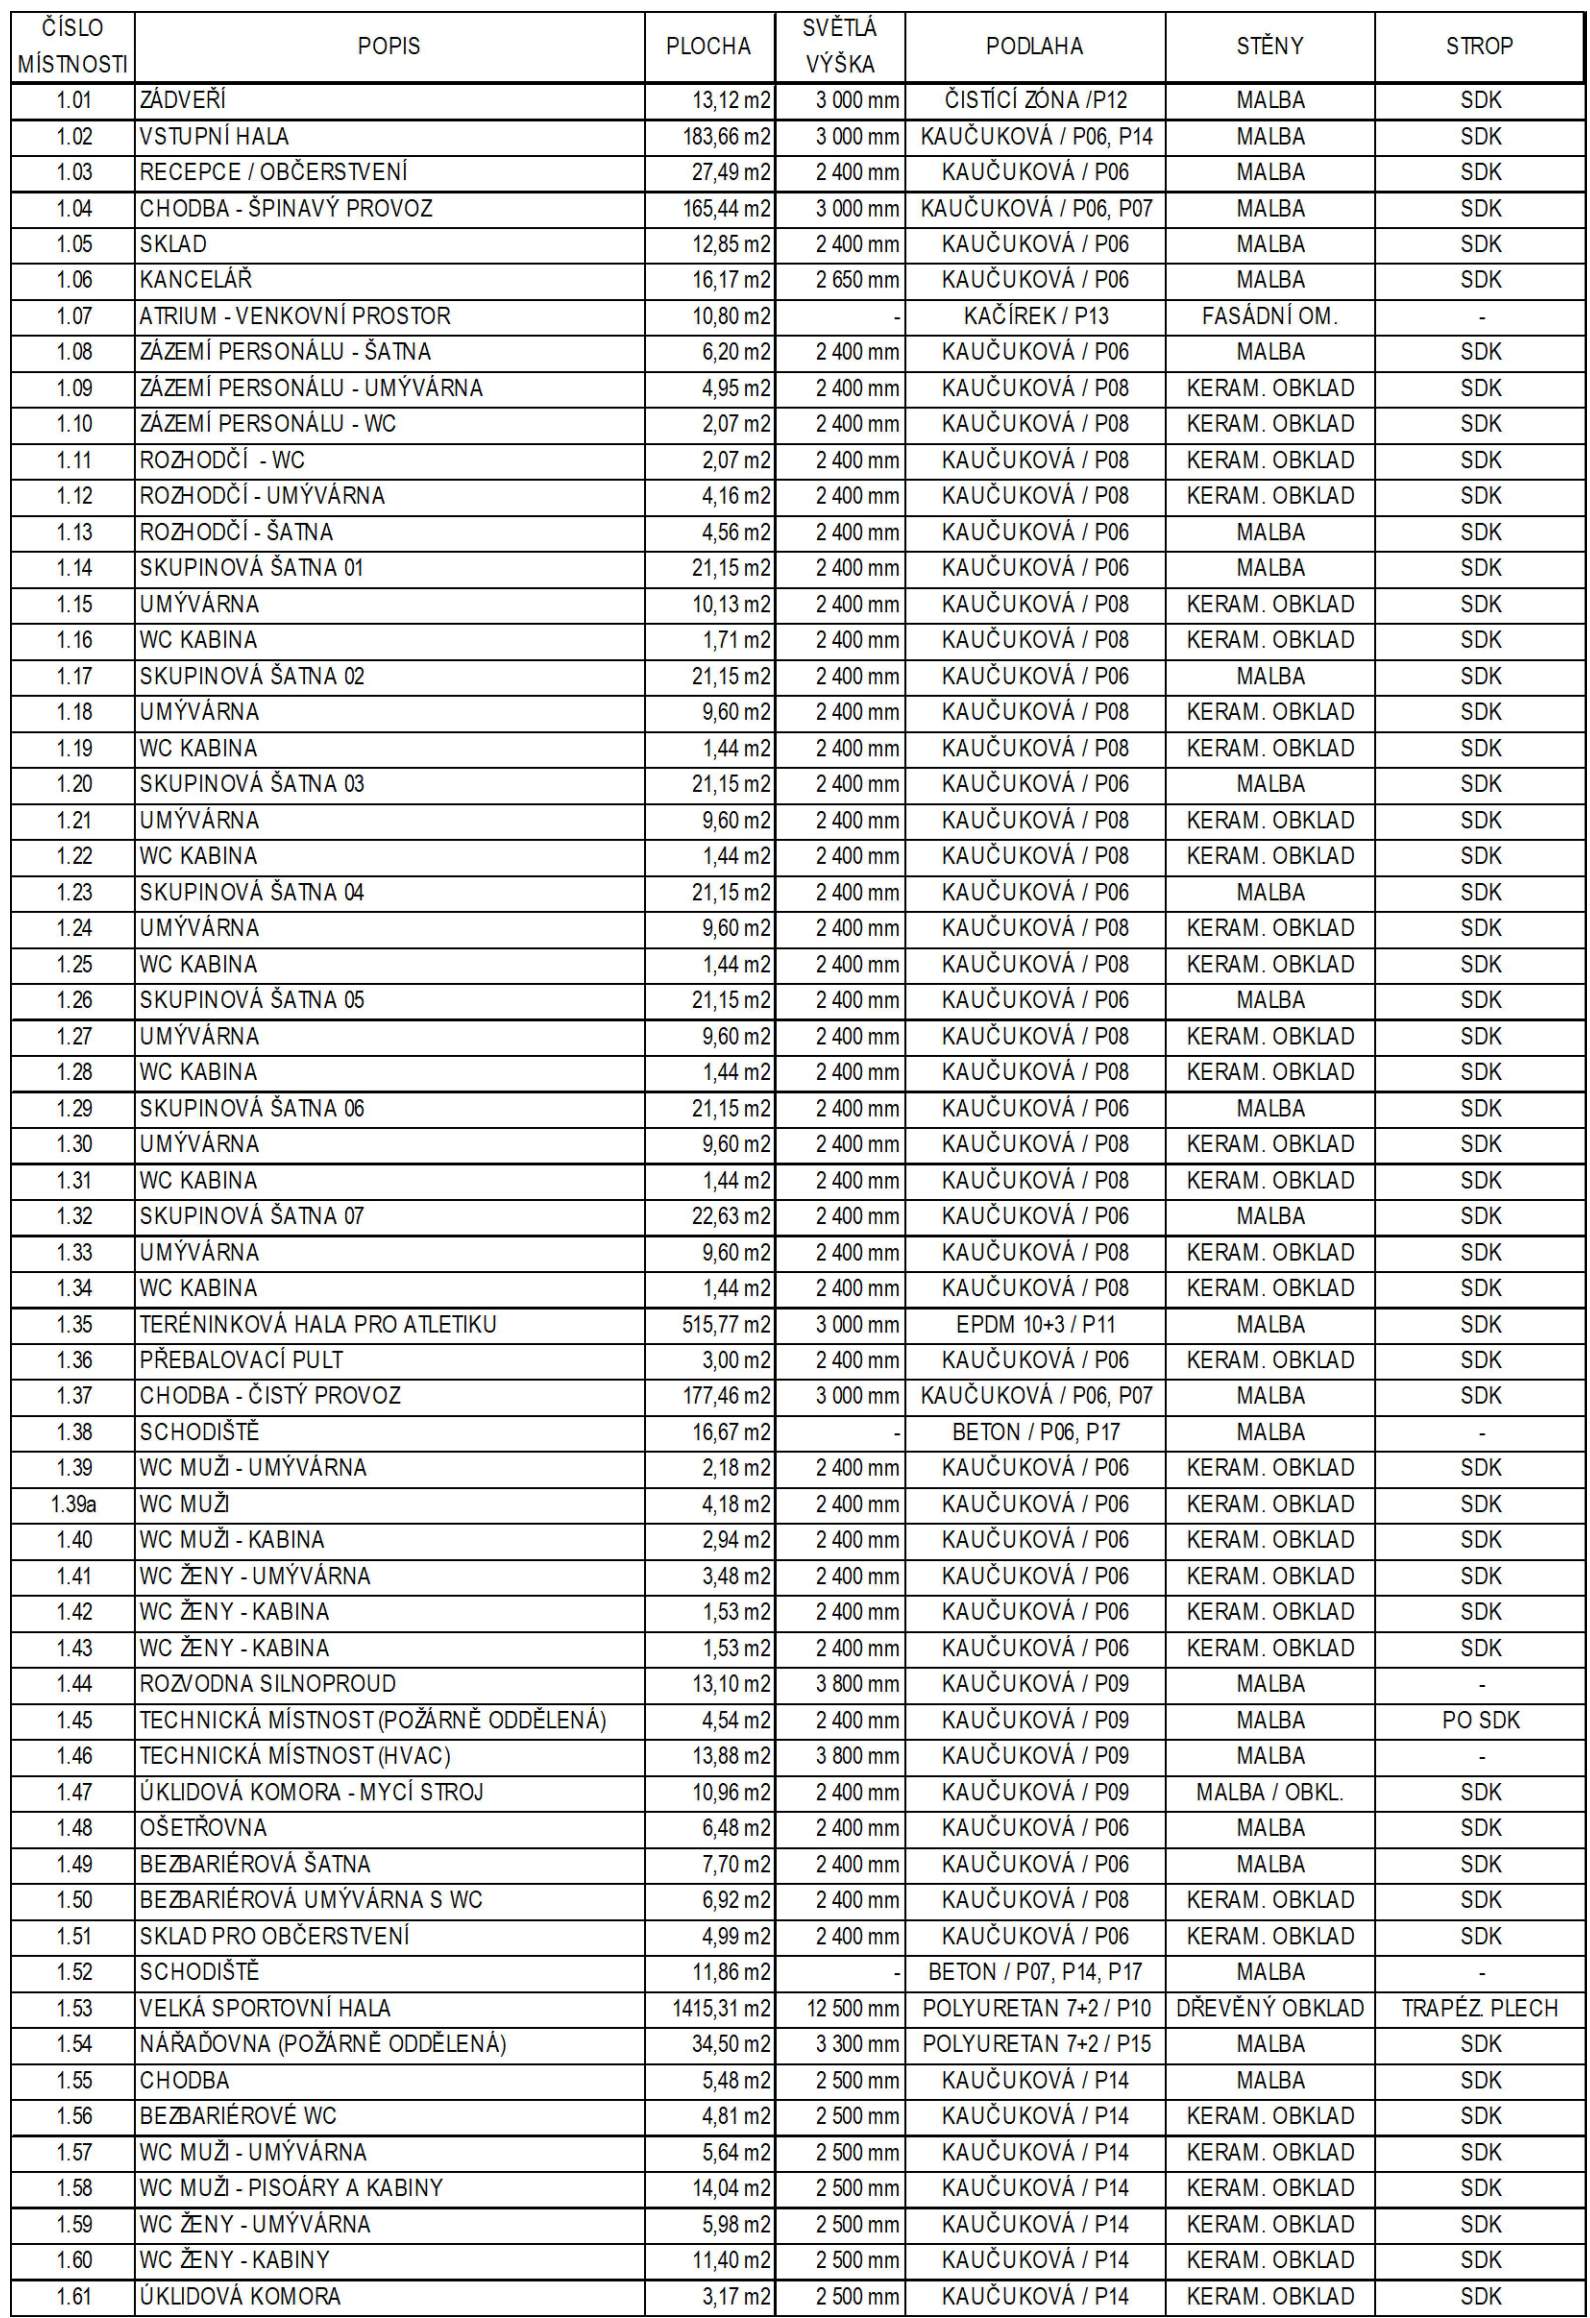 ČÍSLO MÍSTNOSTI POPIS PLOCHA SVĚTLÁ VÝŠKA PODLAHA STĚNY STROP
1.01 ZÁDVEŘÍ 13,12 m2 3 000 mm ČISTÍCÍ ZÓNA /P12 MALBA SDK
1.02 VSTUPNÍ HALA 183,66 m2 3 000 mm KAUČUKOVÁ / P06, P14 MALBA SDK
1.03 RECEPCE / OBČERSTVENÍ 27,49 m2 2 400 mm KAUČUKOVÁ / P06 MALBA SDK
1.04 CHODBA - ŠPINAVÝ PROVOZ 165,44 m2 3 000 mm KAUČUKOVÁ / P06, P07 MALBA SDK
1.05 SKLAD 12,85 m2 2 400 mm KAUČUKOVÁ / P06 MALBA SDK
1.06 KANCELÁŘ 16,17 m2 2 650 mm KAUČUKOVÁ / P06 MALBA SDK
1.07 ATRIUM - VENKOVNÍ PROSTOR 10,80 m2 - KAČÍREK / P13 FASÁDNÍ OM. -
1.08 ZÁZEMÍ PERSONÁLU - ŠATNA 6,20 m2 2 400 mm KAUČUKOVÁ / P06 MALBA SDK
1.09 ZÁZEMÍ PERSONÁLU - UMÝVÁRNA 4,95 m2 2 400 mm KAUČUKOVÁ / P08 KERAM. OBKLAD SDK
1.10 ZÁZEMÍ PERSONÁLU - WC 2,07 m2 2 400 mm KAUČUKOVÁ / P08 KERAM. OBKLAD SDK
1.11 ROZHODČÍ - WC 2,07 m2 2 400 mm KAUČUKOVÁ / P08 KERAM. OBKLAD SDK
1.12 ROZHODČÍ - UMÝVÁRNA 4,16 m2 2 400 mm KAUČUKOVÁ / P08 KERAM. OBKLAD SDK
1.13 ROZHODČÍ - ŠATNA 4,56 m2 2 400 mm KAUČUKOVÁ / P06 MALBA SDK
1.14 SKUPINOVÁ ŠATNA 01 21,15 m2 2 400 mm KAUČUKOVÁ / P06 MALBA SDK
1.15 UMÝVÁRNA 10,13 m2 2 400 mm KAUČUKOVÁ / P08 KERAM. OBKLAD SDK
1.16 WC KABINA 1,71 m2 2 400 mm KAUČUKOVÁ / P08 KERAM. OBKLAD SDK
1.17 SKUPINOVÁ ŠATNA 02 21,15 m2 2 400 mm KAUČUKOVÁ / P06 MALBA SDK
1.18 UMÝVÁRNA 9,60 m2 2 400 mm KAUČUKOVÁ / P08 KERAM. OBKLAD SDK
1.19 WC KABINA 1,44 m2 2 400 mm KAUČUKOVÁ / P08 KERAM. OBKLAD SDK
1.20 SKUPINOVÁ ŠATNA 03 21,15 m2 2 400 mm KAUČUKOVÁ / P06 MALBA SDK
1.21 UMÝVÁRNA 9,60 m2 2 400 mm KAUČUKOVÁ / P08 KERAM. OBKLAD SDK
1.22 WC KABINA 1,44 m2 2 400 mm KAUČUKOVÁ / P08 KERAM. OBKLAD SDK
1.23 SKUPINOVÁ ŠATNA 04 21,15 m2 2 400 mm KAUČUKOVÁ / P06 MALBA SDK
1.24 UMÝVÁRNA 9,60 m2 2 400 mm KAUČUKOVÁ / P08 KERAM. OBKLAD SDK
1.25 WC KABINA 1,44 m2 2 400 mm KAUČUKOVÁ / P08 KERAM. OBKLAD SDK
1.26 SKUPINOVÁ ŠATNA 05 21,15 m2 2 400 mm KAUČUKOVÁ / P06 MALBA SDK
1.27 UMÝVÁRNA 9,60 m2 2 400 mm KAUČUKOVÁ / P08 KERAM. OBKLAD SDK
1.28 WC KABINA 1,44 m2 2 400 mm KAUČUKOVÁ / P08 KERAM. OBKLAD SDK
1.29 SKUPINOVÁ ŠATNA 06 21,15 m2 2 400 mm KAUČUKOVÁ / P06 MALBA SDK
1.30 UMÝVÁRNA 9,60 m2 2 400 mm KAUČUKOVÁ / P08 KERAM. OBKLAD SDK
1.31 WC KABINA 1,44 m2 2 400 mm KAUČUKOVÁ / P08 KERAM. OBKLAD SDK
1.32 SKUPINOVÁ ŠATNA 07 22,63 m2 2 400 mm KAUČUKOVÁ / P06 MALBA SDK
1.33 UMÝVÁRNA 9,60 m2 2 400 mm KAUČUKOVÁ / P08 KERAM. OBKLAD SDK
1.34 WC KABINA 1,44 m2 2 400 mm KAUČUKOVÁ / P08 KERAM. OBKLAD SDK
1.35 TERÉNINKOVÁ HALA PRO ATLETIKU 515,77 m2 3 000 mm EPDM 10+3 / P11 MALBA SDK
1.36 PŘEBALOVACÍ PULT 3,00 m2 2 400 mm KAUČUKOVÁ / P06 KERAM. OBKLAD SDK
1.37 CHODBA - ČISTÝ PROVOZ 177,46 m2 3 000 mm KAUČUKOVÁ / P06, P07 MALBA SDK
1.38 SCHODIŠTĚ 16,67 m2 - BETON / P06, P17 MALBA -
1.39 WC MUŽI - UMÝVÁRNA 2,18 m2 2 400 mm KAUČUKOVÁ / P06 KERAM. OBKLAD SDK
1.39a WC MUŽI 4,18 m2 2 400 mm KAUČUKOVÁ / P06 KERAM. OBKLAD SDK
1.40 WC MUŽI - KABINA 2,94 m2 2 400 mm KAUČUKOVÁ / P06 KERAM. OBKLAD SDK
1.41 WC ŽENY - UMÝVÁRNA 3,48 m2 2 400 mm KAUČUKOVÁ / P06 KERAM. OBKLAD SDK
1.42 WC ŽENY - KABINA 1,53 m2 2 400 mm KAUČUKOVÁ / P06 KERAM. OBKLAD SDK
1.43 WC ŽENY - KABINA 1,53 m2 2 400 mm KAUČUKOVÁ / P06 KERAM. OBKLAD SDK
1.44 ROZVODNA SILNOPROUD 13,10 m2 3 800 mm KAUČUKOVÁ / P09 MALBA -
1.45 TECHNICKÁ MÍSTNOST (POŽÁRNĚ ODDĚLENÁ) 4,54 m2 2 400 mm KAUČUKOVÁ / P09 MALBA PO SDK
1.46 TECHNICKÁ MÍSTNOST (HVAC) 13,88 m2 3 800 mm KAUČUKOVÁ / P09 MALBA -
1.47 ÚKLIDOVÁ KOMORA - MYCÍ STROJ 10,96 m2 2 400 mm KAUČUKOVÁ / P09 MALBA / OBKL. SDK
1.48 OŠETŘOVNA 6,48 m2 2 400 mm KAUČUKOVÁ / P06 MALBA SDK
1.49 BEZBARIÉROVÁ ŠATNA 7,70 m2 2 400 mm KAUČUKOVÁ / P06 MALBA SDK
1.50 BEZBARIÉROVÁ UMÝVÁRNA S WC 6,92 m2 2 400 mm KAUČUKOVÁ / P08 KERAM. OBKLAD SDK
1.51 SKLAD PRO OBČERSTVENÍ 4,99 m2 2 400 mm KAUČUKOVÁ / P06 KERAM. OBKLAD SDK
1.52 SCHODIŠTĚ 11,86 m2 - BETON / P07, P14, P17 MALBA -
1.53 VELKÁ SPORTOVNÍ HALA 1415,31 m2 12 500 mm POLYURETAN 7+2 / P10 DŘEVĚNÝ OBKLAD TRAPÉZ. PLECH
1.54 NÁŘAĎOVNA (POŽÁRNĚ ODDĚLENÁ) 34,50 m2 3 300 mm POLYURETAN 7+2 / P15 MALBA SDK
1.55 CHODBA 5,48 m2 2 500 mm KAUČUKOVÁ / P14 MALBA SDK
1.56 BEZBARIÉROVÉ WC 4,81 m2 2 500 mm KAUČUKOVÁ / P14 KERAM. OBKLAD SDK
1.57 WC MUŽI - UMÝVÁRNA 5,64 m2 2 500 mm KAUČUKOVÁ / P14 KERAM. OBKLAD SDK
1.58 WC MUŽI - PISOÁRY A KABINY 14,04 m2 2 500 mm KAUČUKOVÁ / P14 KERAM. OBKLAD SDK
1.59 WC ŽENY - UMÝVÁRNA 5,98 m2 2 500 mm KAUČUKOVÁ / P14 KERAM. OBKLAD SDK
1.60 WC ŽENY - KABINY 11,40 m2 2 500 mm KAUČUKOVÁ / P14 KERAM. OBKLAD SDK
1.61 ÚKLIDOVÁ KOMORA 3,17 m2 2 500 mm KAUČUKOVÁ / P14 KERAM. OBKLAD SDK